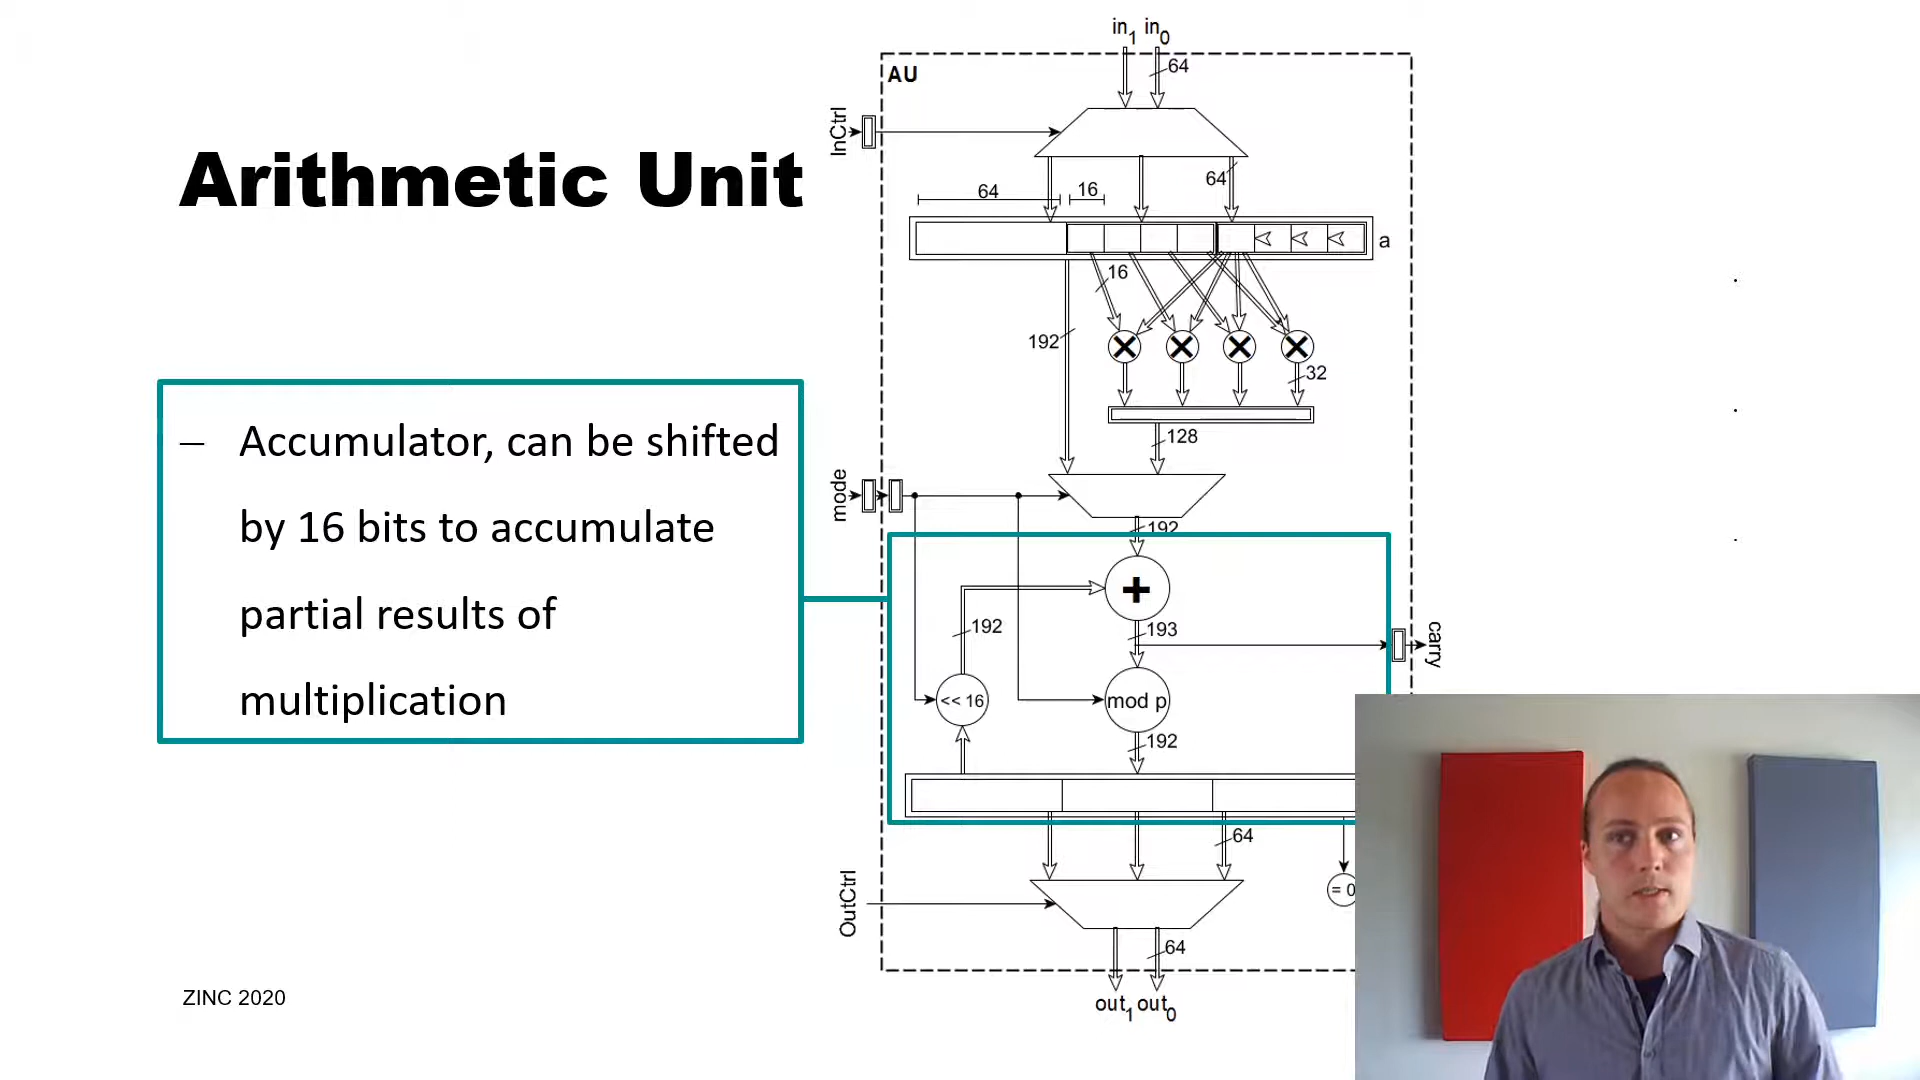 in1 in0
64
AU
InCtrl
Arithmetic Unit
64
16
64
a
16
192
32
128
mode
192
– Accumulator, can be shifted
by 16 bits to accumulate
partial results of
multiplication
+
192
193
carry
<< 16
mod p
192
64
OutCtrl
= 0
64
out1 out0
ZINC 2020